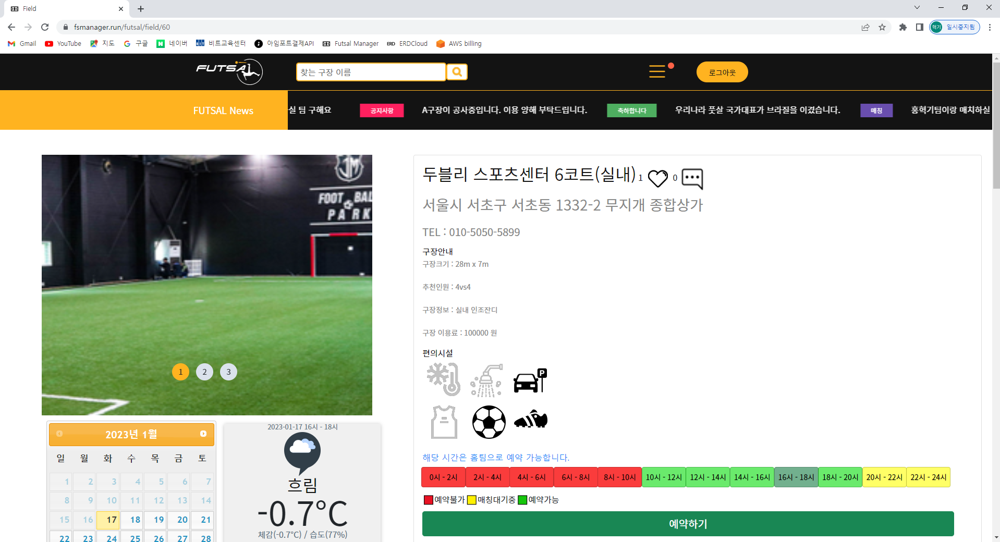 Field
fsmanager.run/futsal/field/60
혁기 일시중지됨
Gmail YouTube 지도 구글 네이버 비트교육센터 아임포트결제API Futsal Manager ERDCloud AWS billing
FUTSAL 찾는 구장 이름 로그아웃
FUTSAL News 실 팀 구해요 공지사항 A구장이 공사중입니다. 이용 양해 부탁드립니다. 축하합니다 우리나라 풋살 국가대표가 브라질을 이겼습니다. 매칭 홍혁기팀이랑 매치하실
JM
FOOT BAL
PARK
1 2 3
두블리 스포츠센터 6코트(실내) 1 0
서울시 서초구 서초동 1332-2 무지개 종합상가
TEL : 010-5050-5899
구장안내
구장크기 : 28m x 7m
추천인원 : 4vs4
구장정보 : 실내 인조잔디
구장 이용료 : 100000 원
편의시설
P
해당 시간은 홈팀으로 예약 가능합니다.
0시 - 2시 2시 - 4시 4시 - 6시 6시 - 8시 8시 - 10시 10시 - 12시 12시 - 14시 14시 - 16시 16시 - 18시 18시 - 20시 20시 - 22시 22시 - 24시
예약불가 매칭대기중 예약가능
예약하기
2023년 1월
일 월 화 수 목 금 토
1 2 3 4 5 6 7
8 9 10 11 12 13 14
15 16 17 18 19 20 21
22 23 24 25 26 27 28
2023-01-17 16시 - 18시
흐림
-0.7°C
체감(-0.7°C) / 습도(77%)